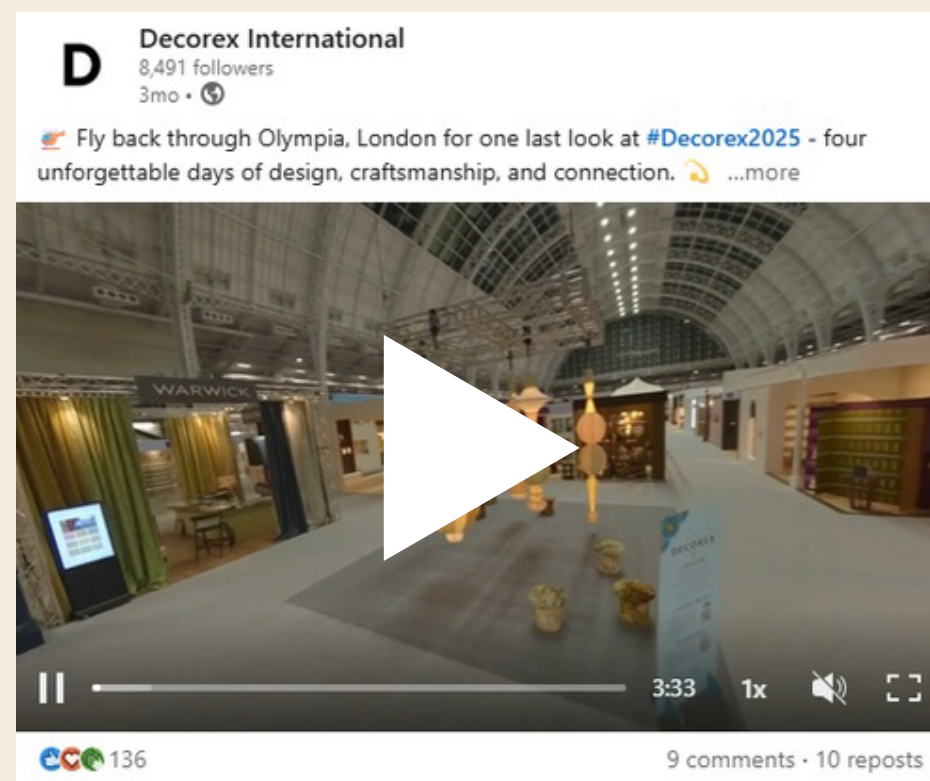 D
Decorex International
8,491 followers
3mo •
Fly back through Olympia, London for one last look at #Decorex2025 - four
unforgettable days of design, craftsmanship, and connection. ...more
WARWICK
DECOREX
3:33 1x
136 9 comments · 10 reposts